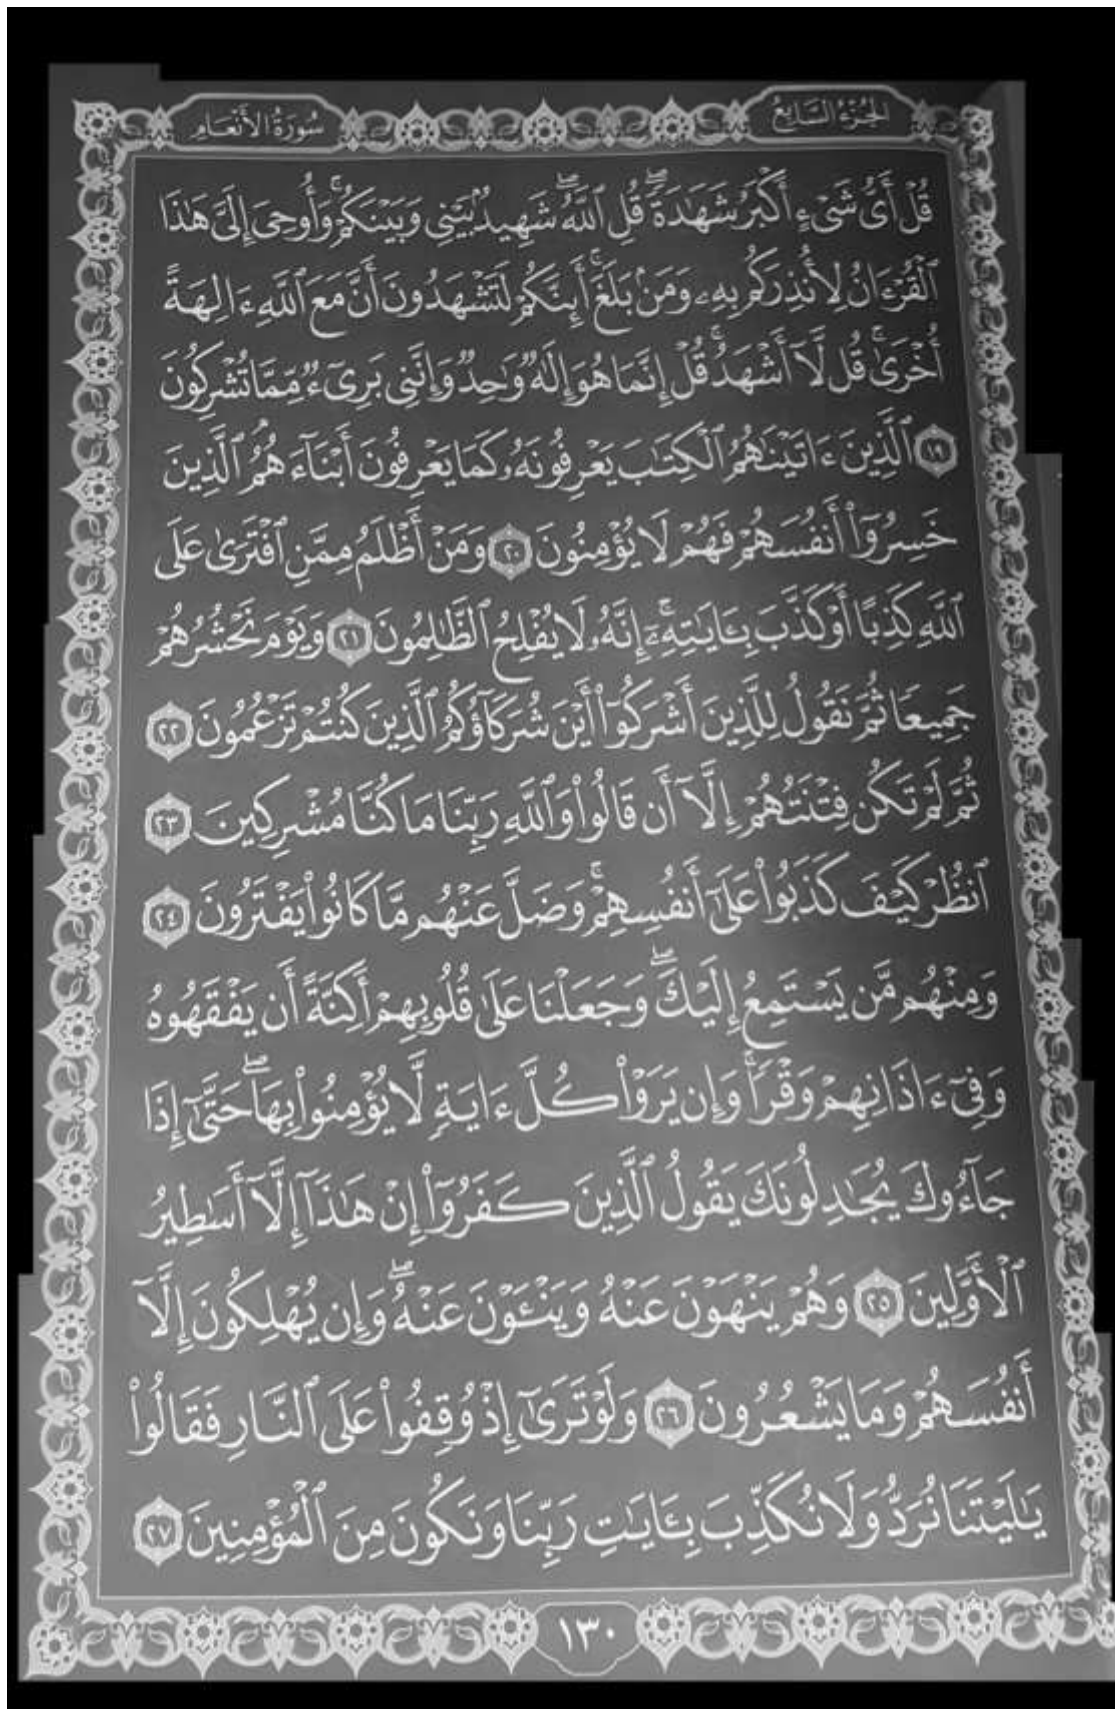 الجزء السابع
سورة الأنعام
قُلْ أَىُّ شَىْءٍ أَكْبَرُ شَهَٰدَةً ۖ قُلِ ٱللَّهُ ۖ شَهِيدٌۢ بَيْنِى وَبَيْنَكُمْ ۚ وَأُوحِىَ إِلَىَّ هَٰذَا
ٱلْقُرْءَانُ لِأُنذِرَكُم بِهِۦ وَمَنۢ بَلَغَ ۚ أَئِنَّكُمْ لَتَشْهَدُونَ أَنَّ مَعَ ٱللَّهِ ءَالِهَةً
أُخْرَىٰ ۚ قُل لَّآ أَشْهَدُ ۚ قُلْ إِنَّمَا هُوَ إِلَٰهٌ وَٰحِدٌ وَإِنَّنِى بَرِىٓءٌ مِّمَّا تُشْرِكُونَ
١٩ ٱلَّذِينَ ءَاتَيْنَٰهُمُ ٱلْكِتَٰبَ يَعْرِفُونَهُۥ كَمَا يَعْرِفُونَ أَبْنَآءَهُمُ ۘ ٱلَّذِينَ
خَسِرُوٓا۟ أَنفُسَهُمْ فَهُمْ لَا يُؤْمِنُونَ ٢٠ وَمَنْ أَظْلَمُ مِمَّنِ ٱفْتَرَىٰ عَلَى
ٱللَّهِ كَذِبًا أَوْ كَذَّبَ بِـَٔايَٰتِهِۦٓ ۗ إِنَّهُۥ لَا يُفْلِحُ ٱلظَّٰلِمُونَ ٢١ وَيَوْمَ نَحْشُرُهُمْ
جَمِيعًا ثُمَّ نَقُولُ لِلَّذِينَ أَشْرَكُوٓا۟ أَيْنَ شُرَكَآؤُكُمُ ٱلَّذِينَ كُنتُمْ تَزْعُمُونَ ٢٢
ثُمَّ لَمْ تَكُن فِتْنَتُهُمْ إِلَّآ أَن قَالُوا۟ وَٱللَّهِ رَبِّنَا مَا كُنَّا مُشْرِكِينَ ٢٣
ٱنظُرْ كَيْفَ كَذَبُوا۟ عَلَىٰٓ أَنفُسِهِمْ ۚ وَضَلَّ عَنْهُم مَّا كَانُوا۟ يَفْتَرُونَ ٢٤
وَمِنْهُم مَّن يَسْتَمِعُ إِلَيْكَ ۖ وَجَعَلْنَا عَلَىٰ قُلُوبِهِمْ أَكِنَّةً أَن يَفْقَهُوهُ
وَفِىٓ ءَاذَانِهِمْ وَقْرًا ۚ وَإِن يَرَوْا۟ كُلَّ ءَايَةٍ لَّا يُؤْمِنُوا۟ بِهَا ۖ حَتَّىٰٓ إِذَا
جَآءُوكَ يُجَٰدِلُونَكَ يَقُولُ ٱلَّذِينَ كَفَرُوٓا۟ إِنْ هَٰذَآ إِلَّآ أَسَٰطِيرُ
ٱلْأَوَّلِينَ ٢٥ وَهُمْ يَنْهَوْنَ عَنْهُ وَيَنْـَٔوْنَ عَنْهُ ۖ وَإِن يُهْلِكُونَ إِلَّآ
أَنفُسَهُمْ وَمَا يَشْعُرُونَ ٢٦ وَلَوْ تَرَىٰٓ إِذْ وُقِفُوا۟ عَلَى ٱلنَّارِ فَقَالُوا۟
يَٰلَيْتَنَا نُرَدُّ وَلَا نُكَذِّبَ بِـَٔايَٰتِ رَبِّنَا وَنَكُونَ مِنَ ٱلْمُؤْمِنِينَ ٢٧
١٣٠